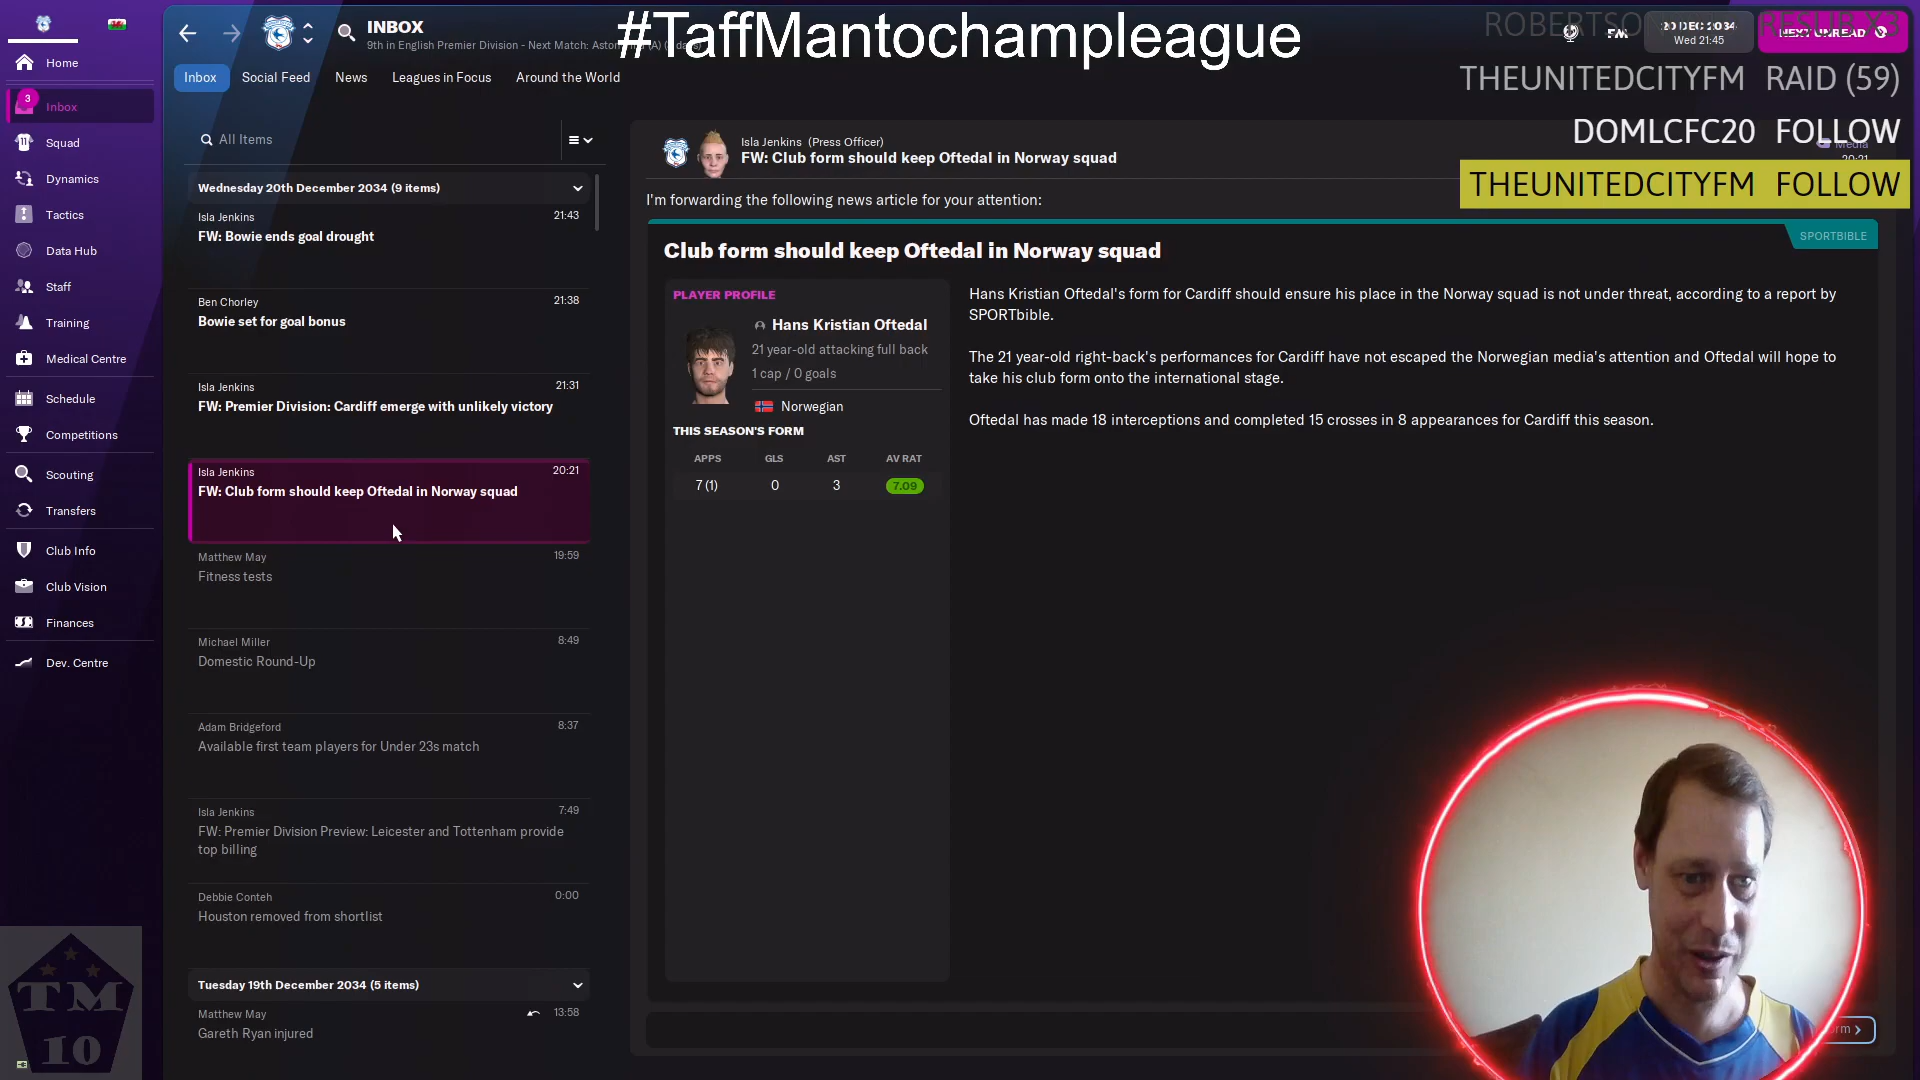 Home
3
Inbox
Squad
Dynamics
Tactics
Data Hub
Staff
Training
Medical Centre
Schedule
Competitions
Scouting
Transfers
Club Info
Club Vision
Finances
Dev. Centre
TM
10
INBOX
9th in English Premier Division - Next Match:
#TaffMantochampleague
20 DEC 2034
Wed 21:45
NEXT UNREAD
THEUNITEDCITYFM RAID (59)
DOMLCFC20 FOLLOW
THEUNITEDCITYFM FOLLOW
Inbox
Social Feed
News
Leagues in Focus
Around the World
All Items
Wednesday 20th December 2034 (9 items)
Isla Jenkins 21:43
FW: Bowie ends goal drought
Ben Chorley 21:38
Bowie set for goal bonus
Isla Jenkins 21:31
FW: Premier Division: Cardiff emerge with unlikely victory
Isla Jenkins 20:21
FW: Club form should keep Oftedal in Norway squad
Matthew May 19:59
Fitness tests
Michael Miller 8:49
Domestic Round-Up
Adam Bridgeford 8:37
Available first team players for Under 23s match
Isla Jenkins 7:49
FW: Premier Division Preview: Leicester and Tottenham provide
top billing
Debbie Conteh 0:00
Houston removed from shortlist
Tuesday 19th December 2034 (5 items)
Matthew May 13:58
Gareth Ryan injured
Isla Jenkins (Press Officer)
FW: Club form should keep Oftedal in Norway squad
I'm forwarding the following news article for your attention:
SPORTBIBLE
Club form should keep Oftedal in Norway squad
PLAYER PROFILE
Hans Kristian Oftedal
21 year-old attacking full back
1 cap / 0 goals
Norwegian
THIS SEASON'S FORM
APPS GLS AST AV RAT
7 (1) 0 3 7.09
Hans Kristian Oftedal's form for Cardiff should ensure his place in the Norway squad is not under threat, according to a report by
SPORTbible.
The 21 year-old right-back's performances for Cardiff have not escaped the Norwegian media's attention and Oftedal will hope to
take his club form onto the international stage.
Oftedal has made 18 interceptions and completed 15 crosses in 8 appearances for Cardiff this season.